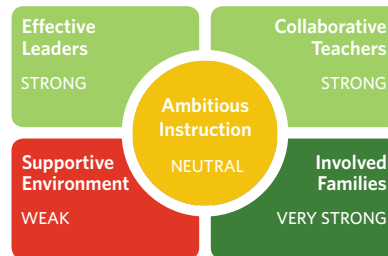 Effective
Leaders
STRONG
Collaborative
Teachers
STRONG
Ambitious
Instruction
NEUTRAL
Supportive
Environment
WEAK
Involved
Families
VERY STRONG